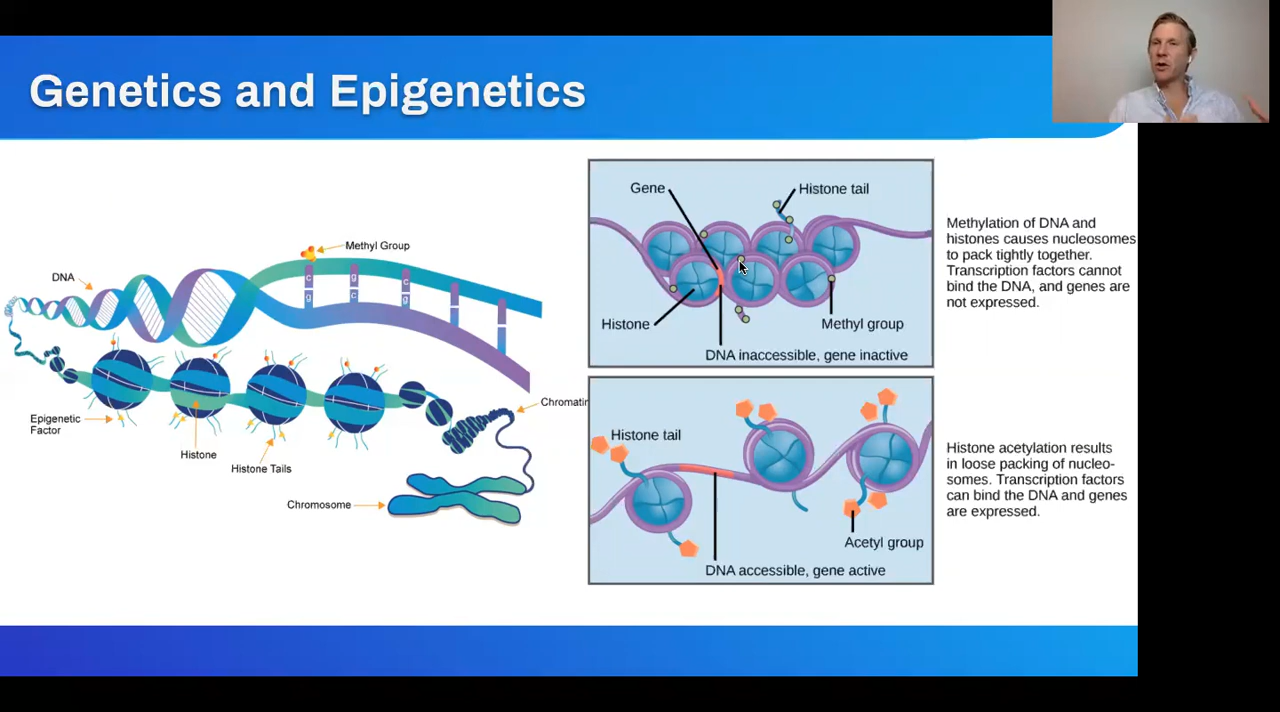 Genetics and Epigenetics
Methyl Group
DNA
c
g
c
g
c
g
Epigenetic
Factor
Histone
Histone Tails
Chromatin
Chromosome
Gene
Histone tail
Histone
Methyl group
DNA inaccessible, gene inactive
Methylation of DNA and
histones causes nucleosomes
to pack tightly together.
Transcription factors cannot
bind the DNA, and genes are
not expressed.
Histone tail
Acetyl group
DNA accessible, gene active
Histone acetylation results
in loose packing of nucleo-
somes. Transcription factors
can bind the DNA and genes
are expressed.